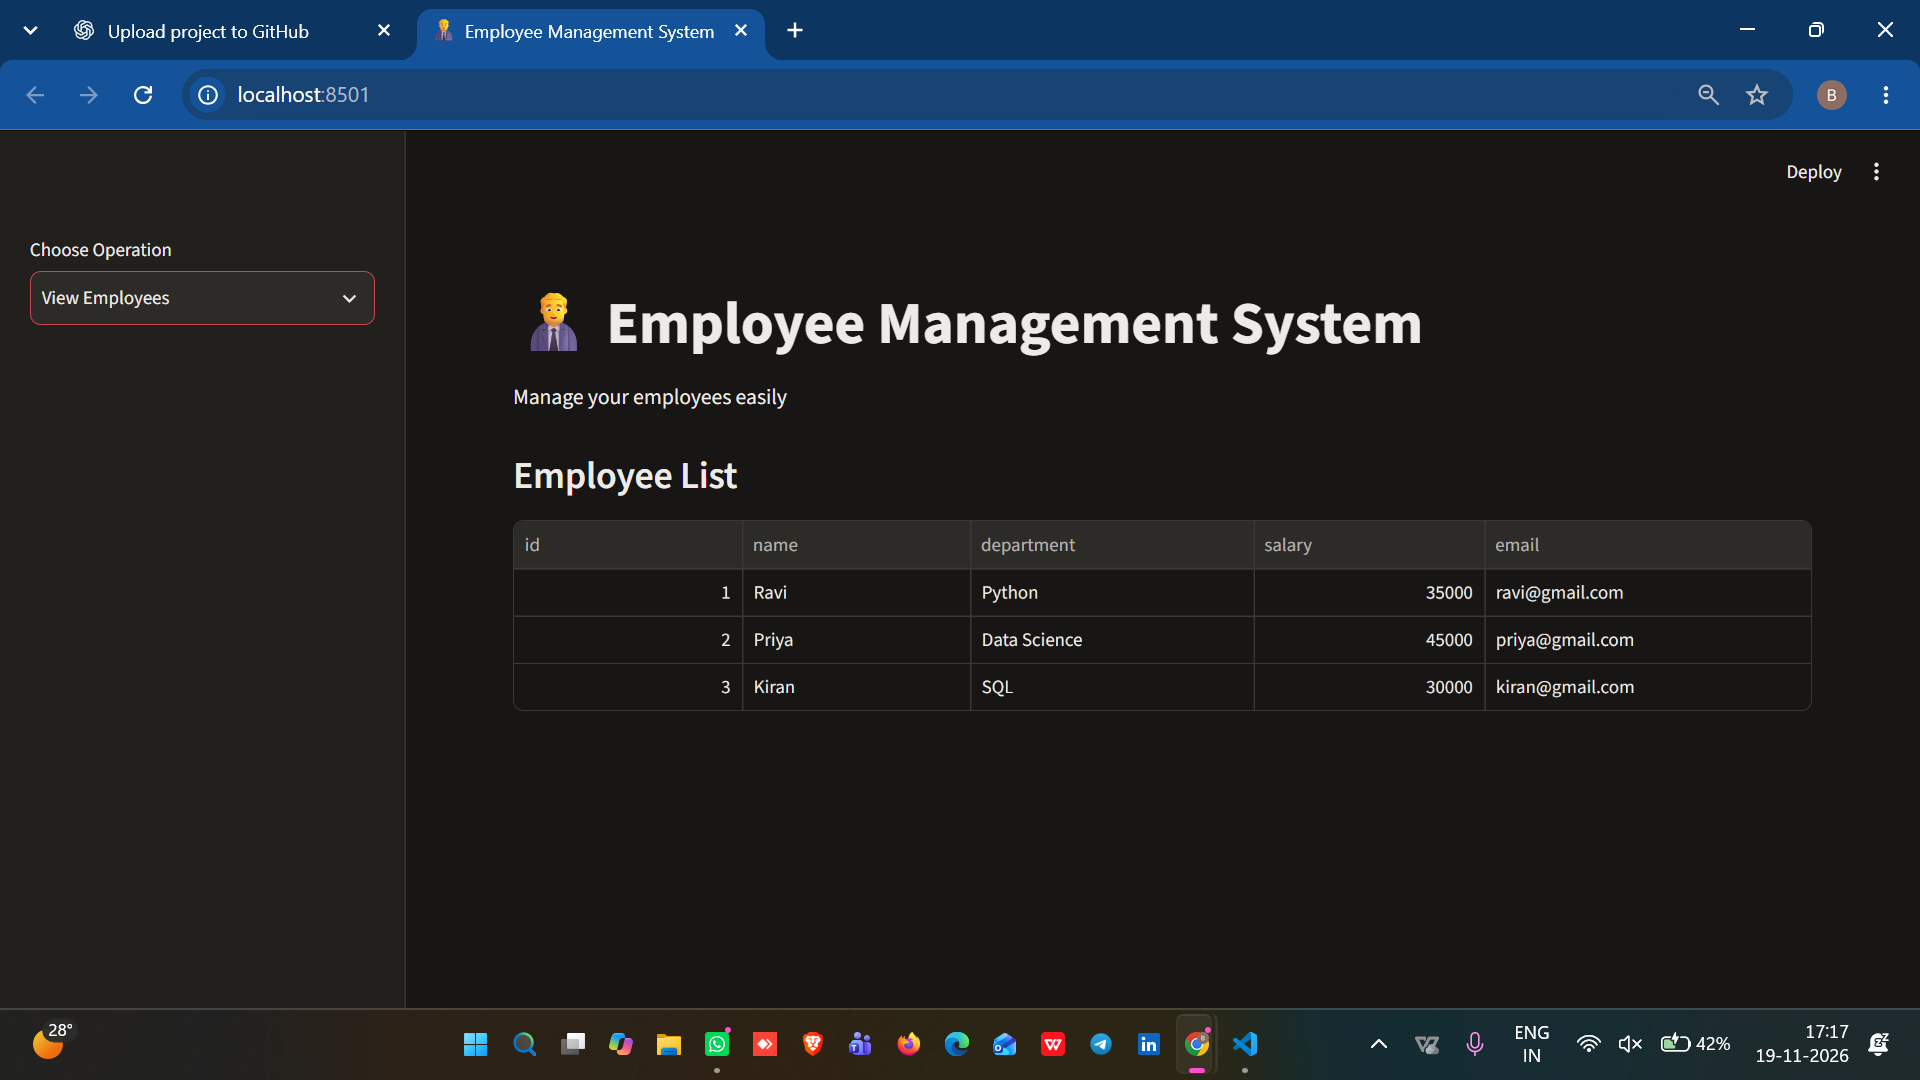 Upload project to GitHub
Employee Management System
localhost:8501
Deploy
Choose Operation
View Employees
Employee Management System
Manage your employees easily
Employee List
id name department salary email
1 Ravi Python 35000 ravi@gmail.com
2 Priya Data Science 45000 priya@gmail.com
3 Kiran SQL 30000 kiran@gmail.com
B
28°
ENG
IN
42%
17:17
19-11-2026